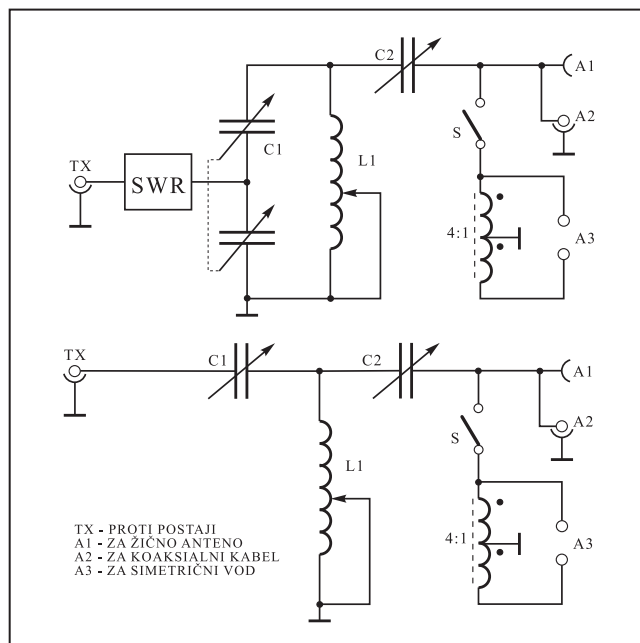 C2
A1
C1
A2
TX
SWR
L1
S
4:1
A3
TX
C1
C2
A1
A2
S
L1
4:1
A3
TX - PROTI POSTAJI
A1 - ZA ŽIČNO ANTENO
A2 - ZA KOAKSIALNI KABEL
A3 - ZA SIMETRIČNI VOD